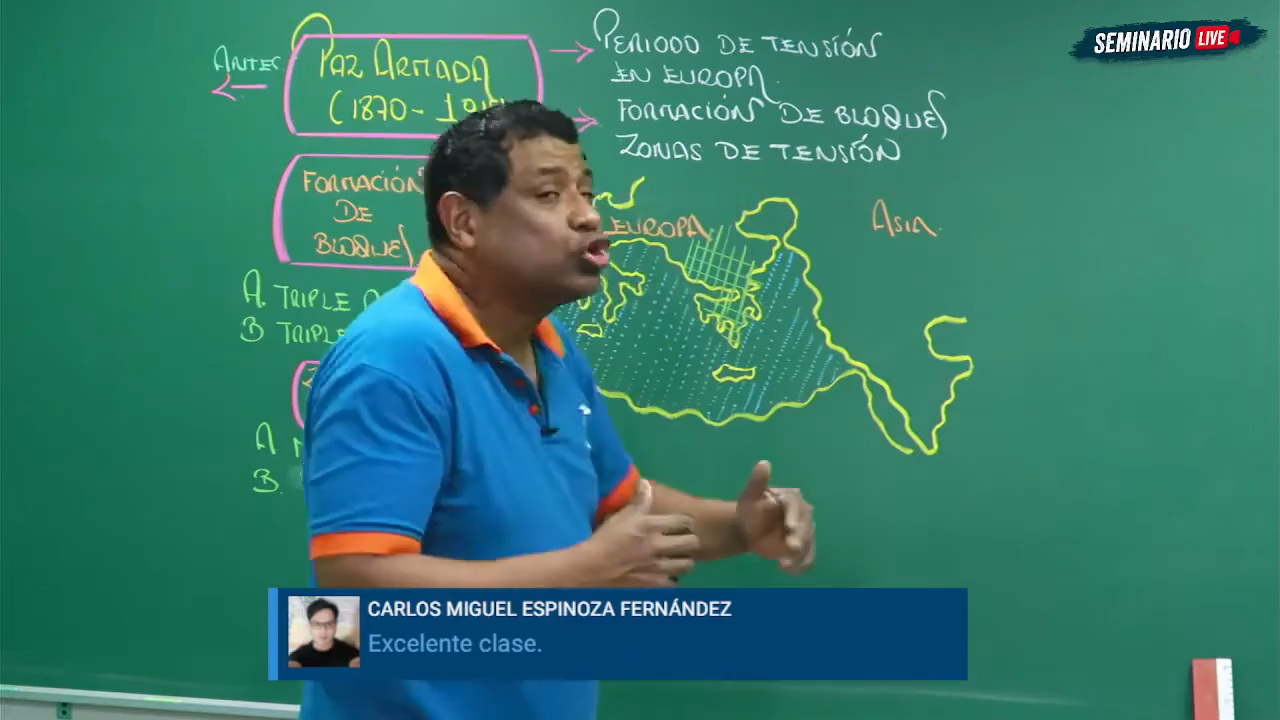 SEMINARIO LIVE
ANTES
PAZ ARMADA
(1870-
PERIODO DE TENSIÓN
EN EUROPA
FORMACIÓN DE BLOQUES
ZONAS DE TENSIÓN
FORMACIÓN
DE
BLOQUES
EUROPA
ASIA
A. TRIPLE
B TRIPLE
A
B.
CARLOS MIGUEL ESPINOZA FERNÁNDEZ
Excelente clase.